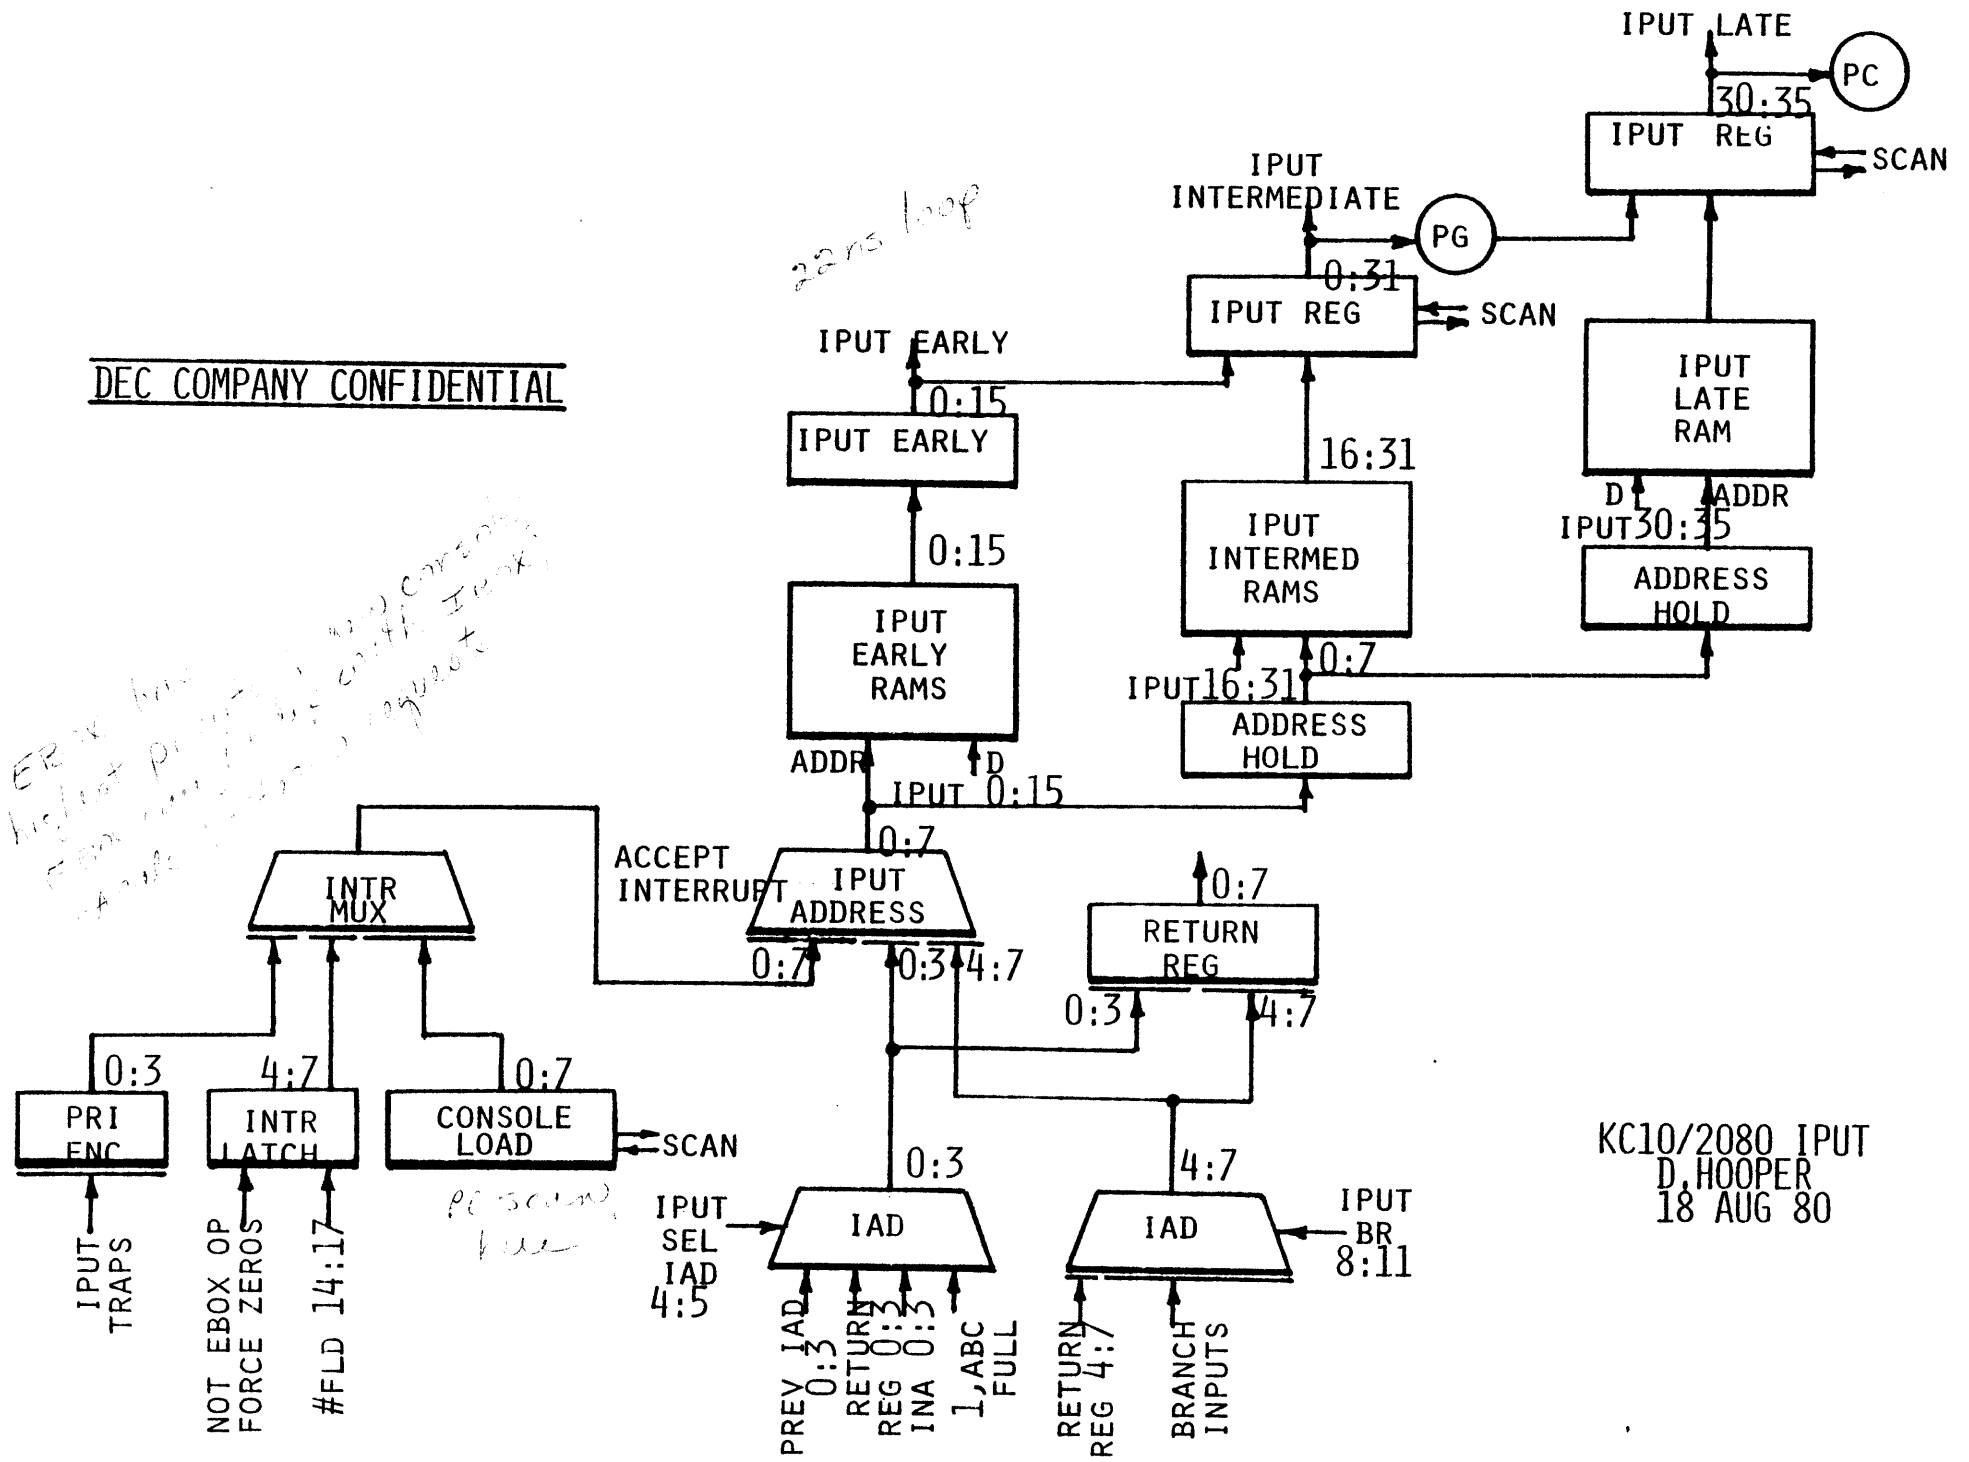 IPUT LATE
PC
30:35
IPUT REG
SCAN
IPUT
INTERMEDIATE
PG
0:31
IPUT REG
SCAN
22 ns loop
IPUT EARLY
0:15
IPUT EARLY
DEC COMPANY CONFIDENTIAL
IPUT
LATE
RAM
D
ADDR
IPUT 30:35
ADDRESS
HOLD
16:31
IPUT
INTERMED
RAMS
0:7
IPUT 16:31
ADDRESS
HOLD
0:15
IPUT
EARLY
RAMS
ADDR
D
IPUT 0:15
0:7
EBox
highest
with IBox
requests
INTR
MUX
ACCEPT
INTERRUPT
IPUT
ADDRESS
0:7
0:3
4:7
0:7
RETURN
REG
0:3
4:7
0:3
PRI
ENC
4:7
INTR
LATCH
0:7
CONSOLE
LOAD
SCAN
IPUT
TRAPS
NOT EBOX OP
FORCE ZEROS
#FLD 14:17
0:3
IPUT
SEL
IAD
4:5
IAD
PREV IAD
0:3
RETURN
REG 0:3
INA 0:3
1,ABC
FULL
4:7
IAD
IPUT
BR
8:11
RETURN
REG 4:7
BRANCH
INPUTS
KC10/2080 IPUT
D.HOOPER
18 AUG 80